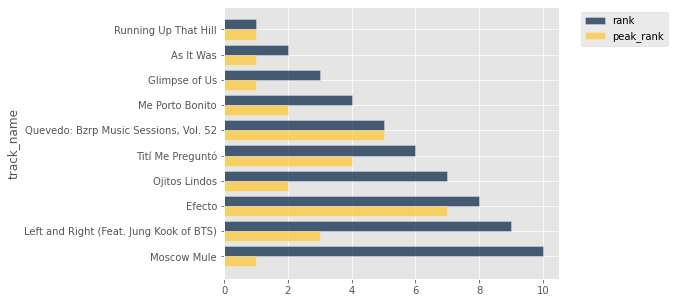 rank
peak_rank
track_name
Running Up That Hill
As It Was
Glimpse of Us
Me Porto Bonito
Quevedo: Bzrp Music Sessions, Vol. 52
Tití Me Preguntó
Ojitos Lindos
Efecto
Left and Right (Feat. Jung Kook of BTS)
Moscow Mule
0 2 4 6 8 10